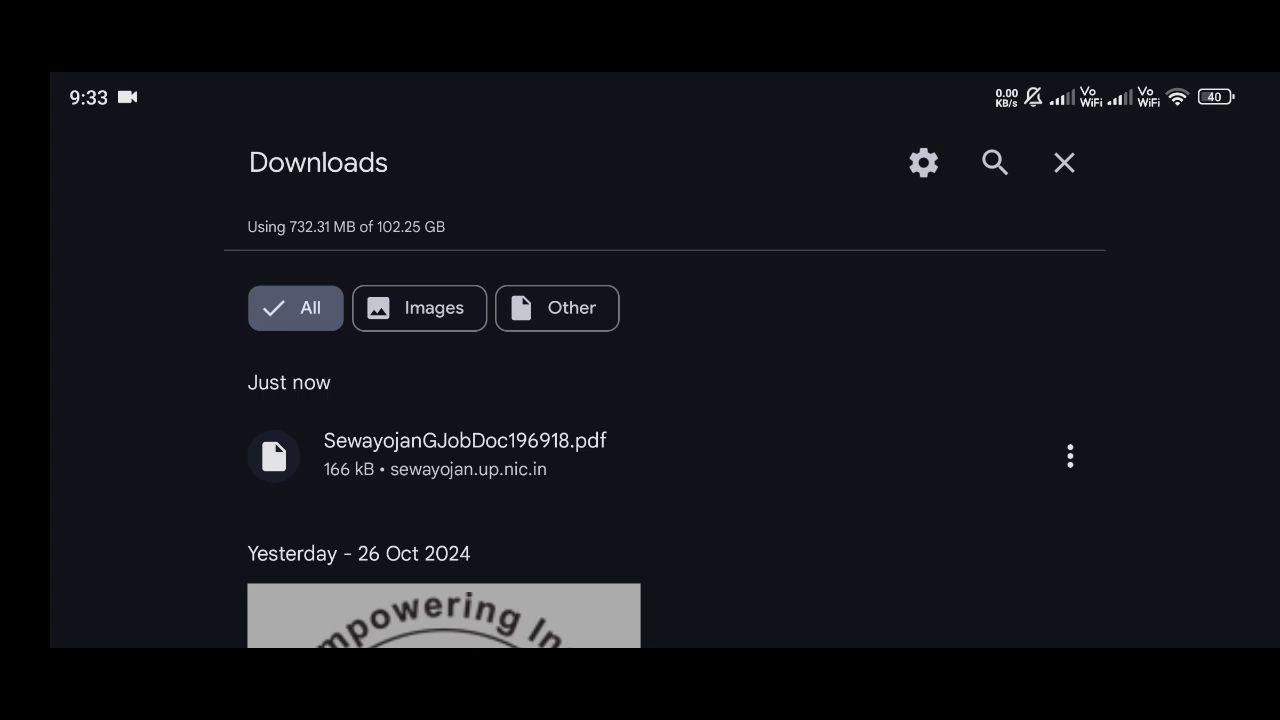 9:33
0.00 KB/s Vo WiFi Vo WiFi 40
Downloads
Using 732.31 MB of 102.25 GB
All Images Other
Just now
SewayojanGJobDoc196918.pdf
166 kB • sewayojan.up.nic.in
Yesterday - 26 Oct 2024
mpowering In